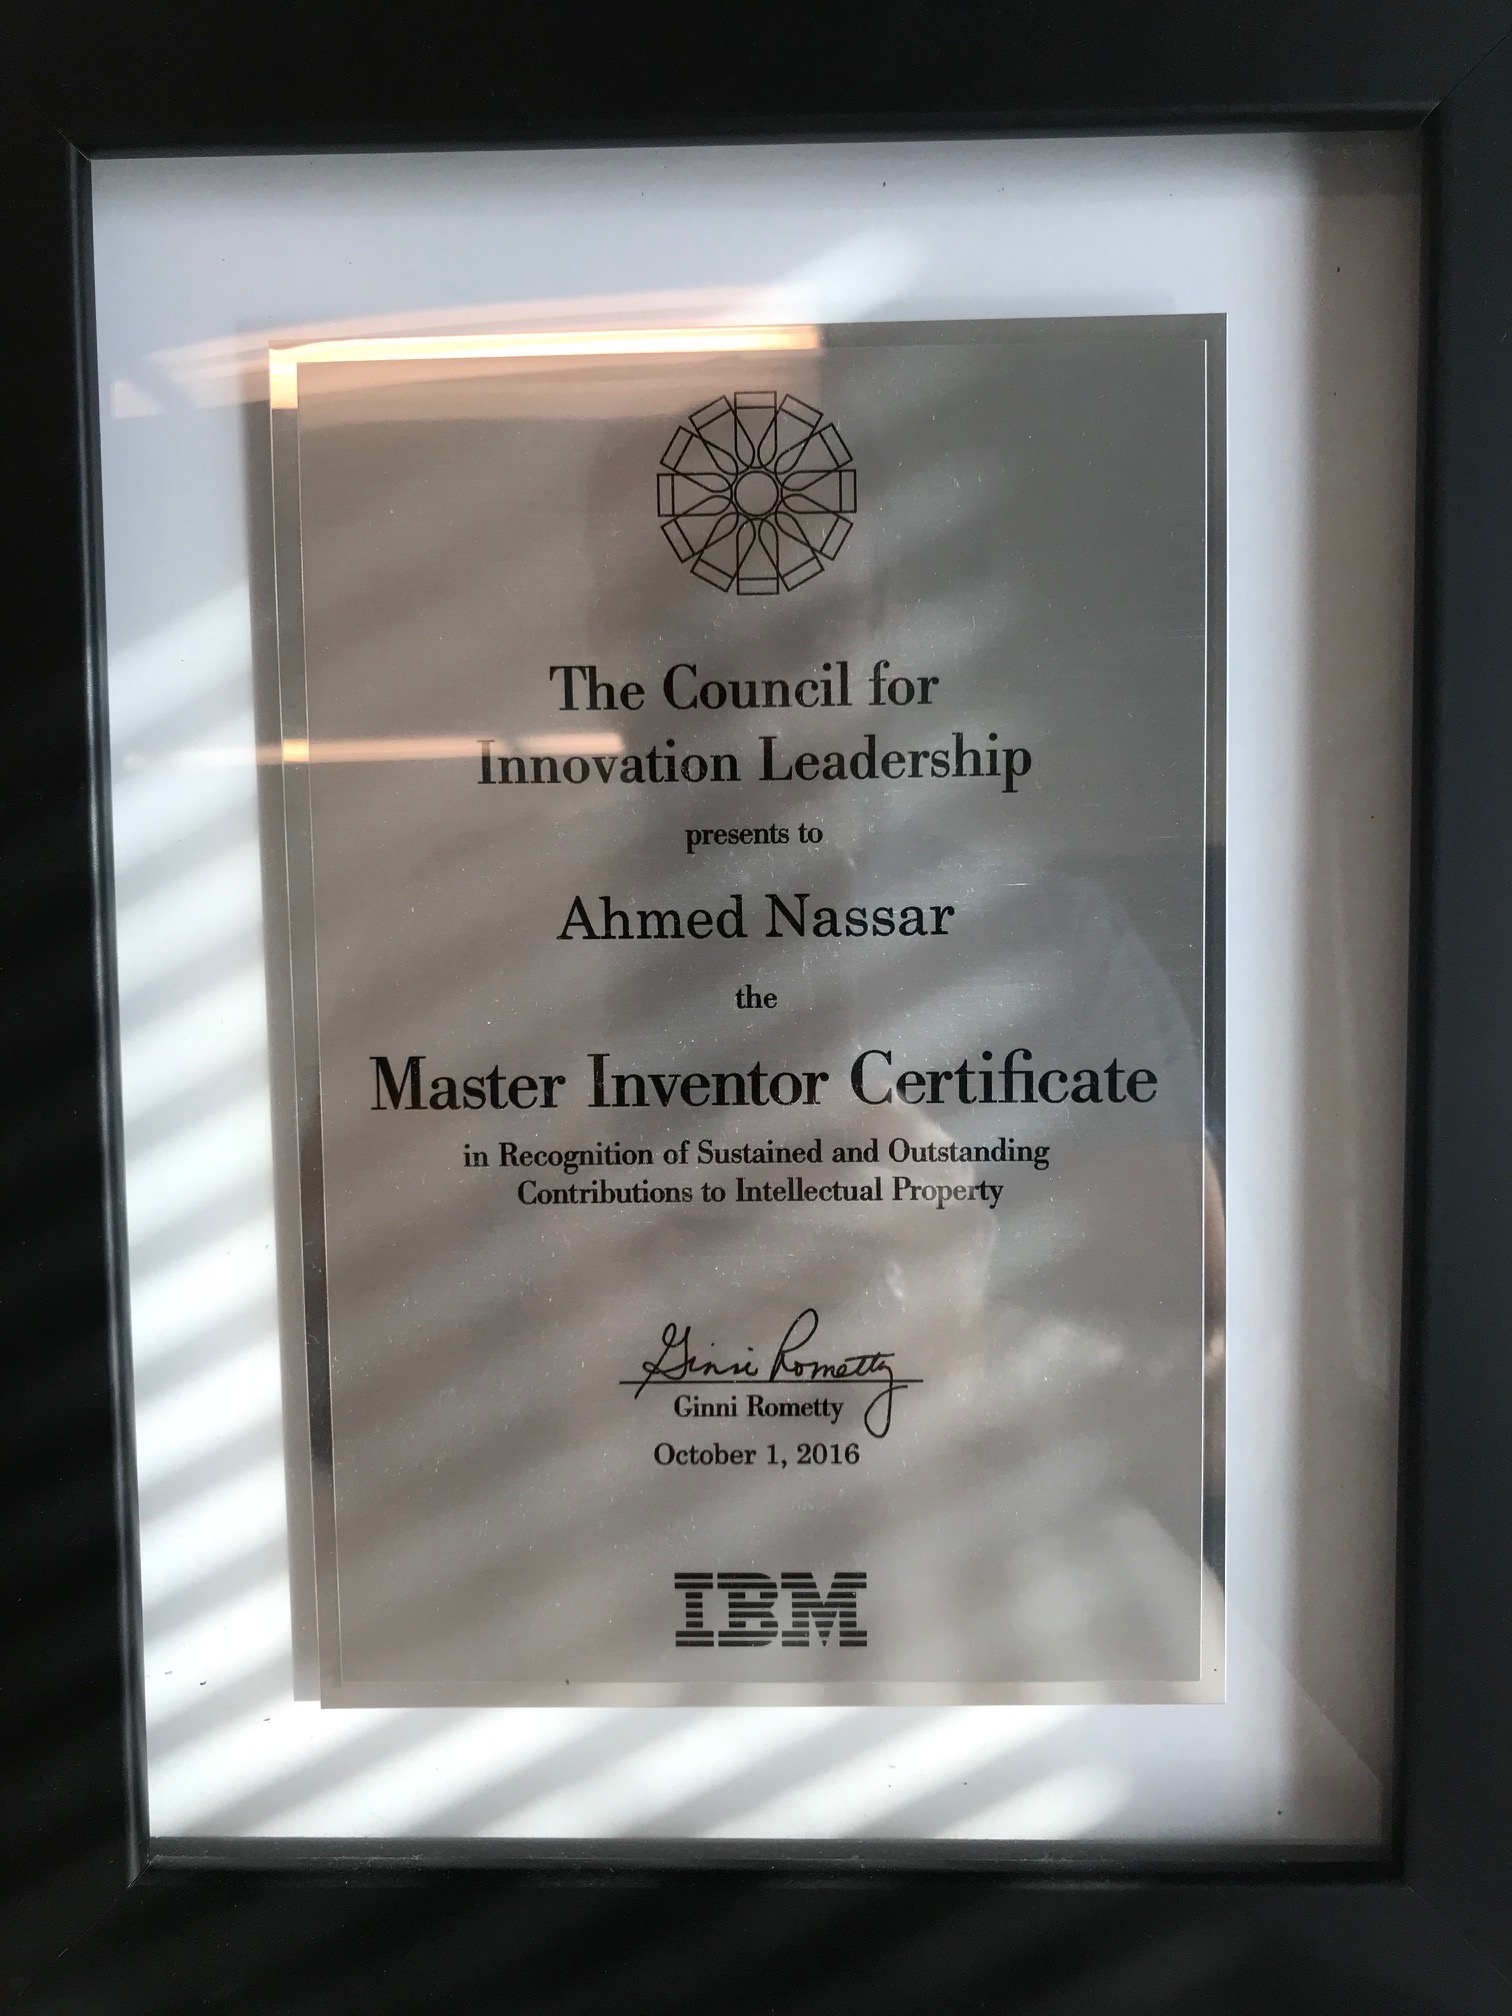 The Council for
Innovation Leadership
presents to
Ahmed Nassar
the
Master Inventor Certificate
in Recognition of Sustained and Outstanding
Contributions to Intellectual Property
Ginni Rometty
Ginni Rometty
October 1, 2016
IBM